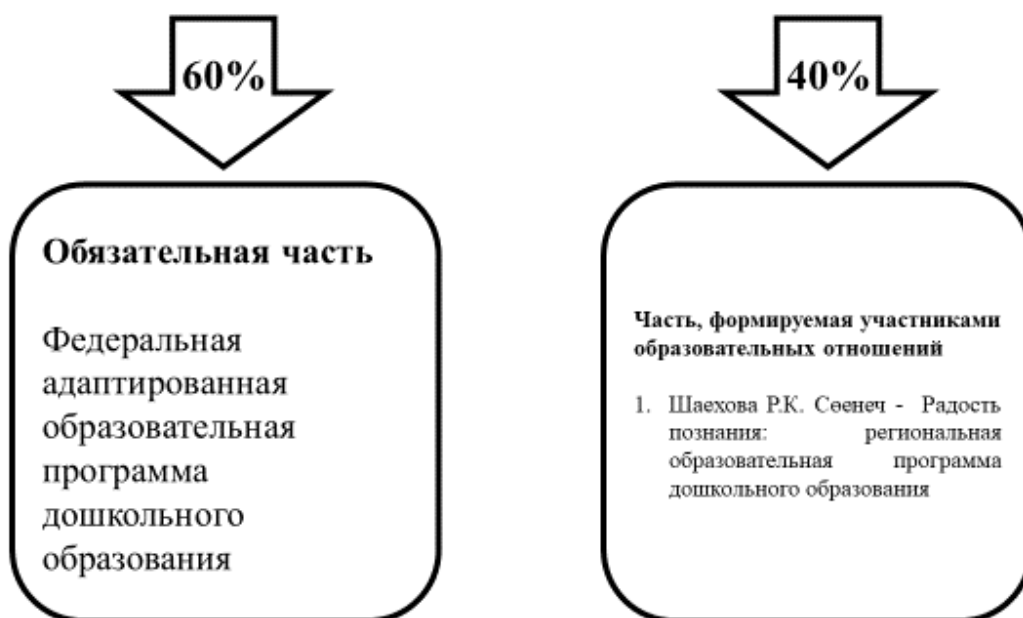 60%
40%
Обязательная часть
Федеральная
адаптированная
образовательная
программа
дошкольного
образования
Часть, формируемая участниками
образовательных отношений
1. Шаехова Р.К. Сөенеч - Радость
познания: региональная
образовательная программа
дошкольного образования